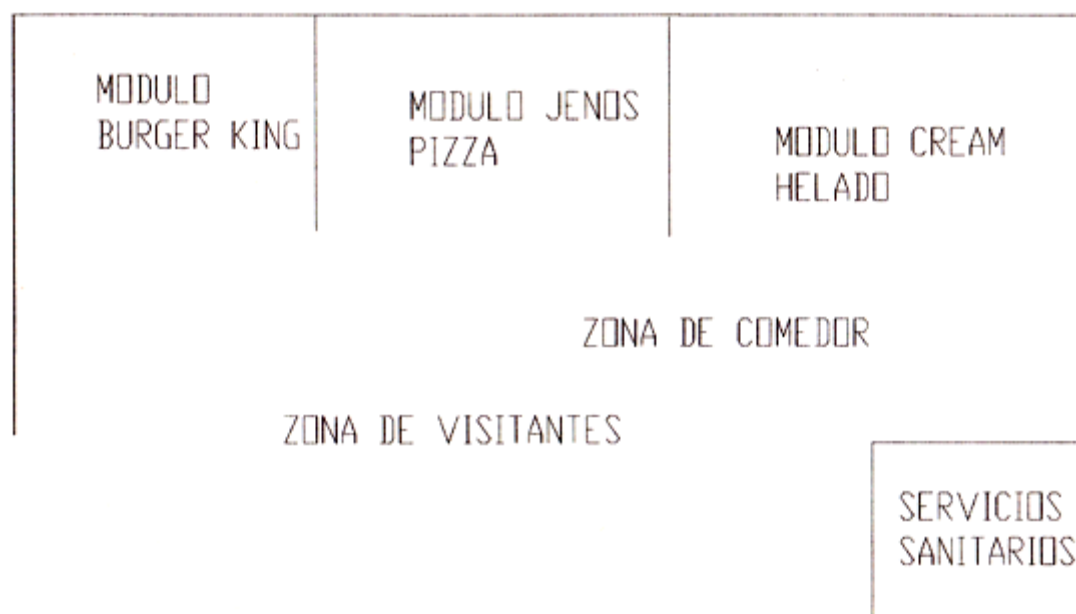 MODULO
BURGER KING
MODULO JENOS
PIZZA
MODULO CREAM
HELADO
ZONA DE COMEDOR
ZONA DE VISITANTES
SERVICIOS
SANITARIOS